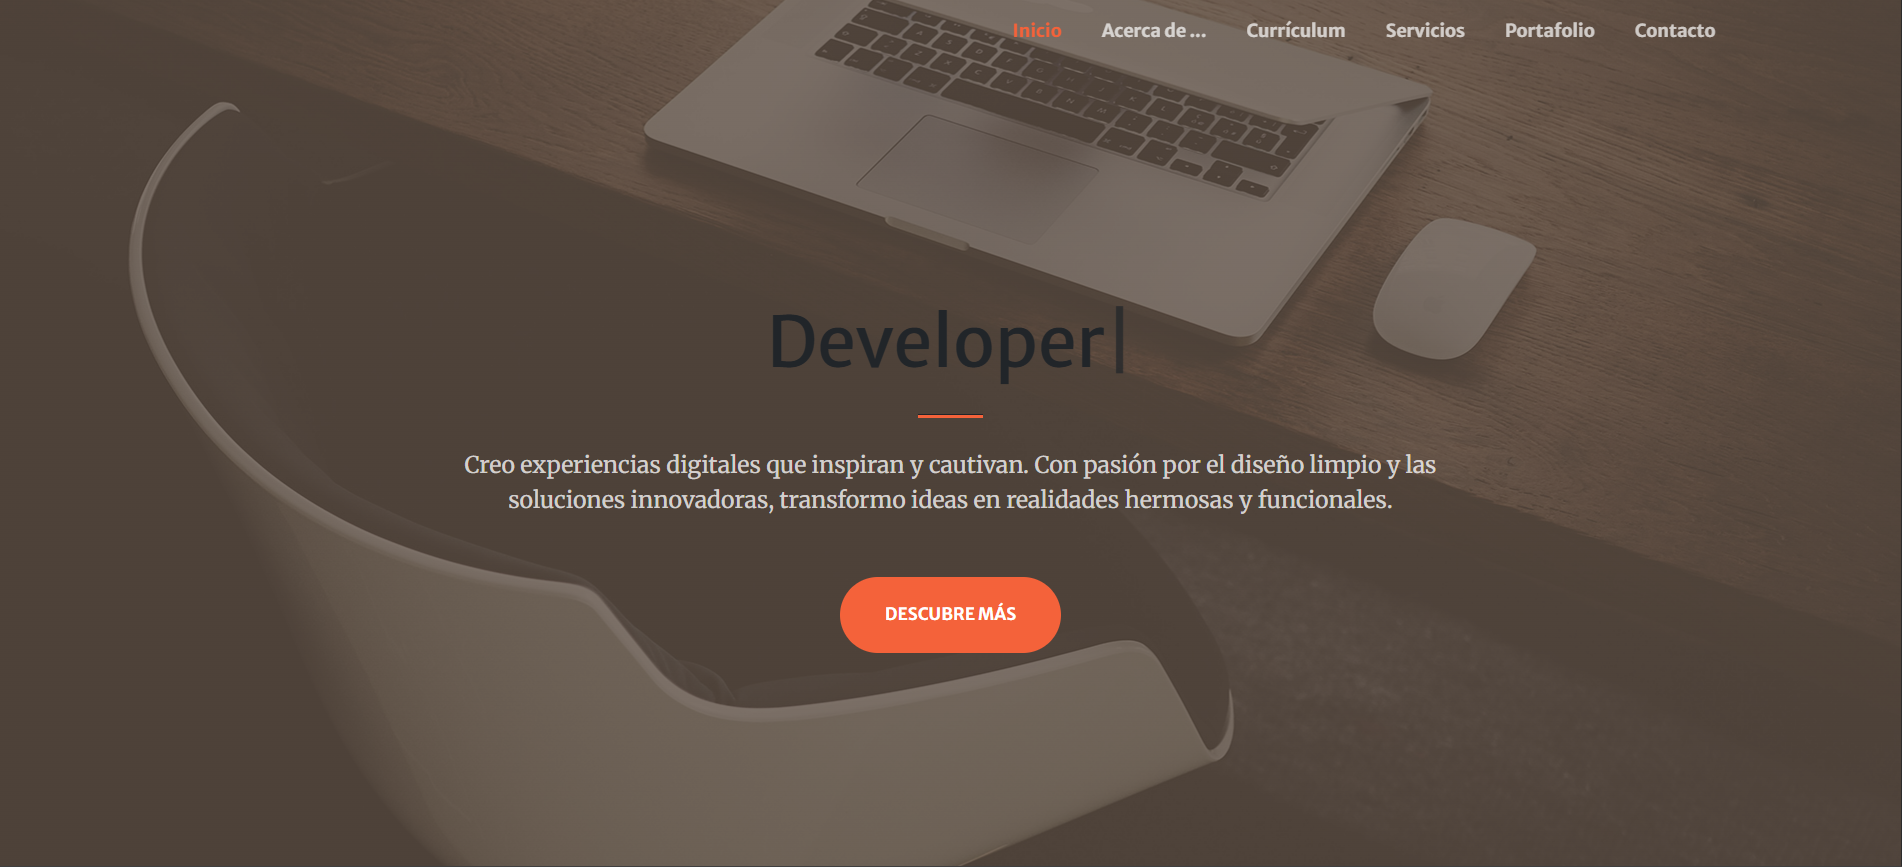 Inicio Acerca de ... Currículum Servicios Portafolio Contacto
Developer|
Creo experiencias digitales que inspiran y cautivan. Con pasión por el diseño limpio y las
soluciones innovadoras, transformo ideas en realidades hermosas y funcionales.
DESCUBRE MÁS